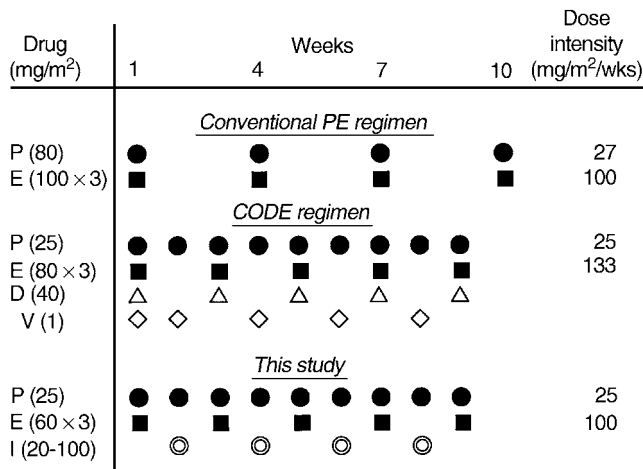 Drug (mg/m²) Weeks Dose intensity (mg/m²/wks)
1 4 7 10
Conventional PE regimen
P (80) 27
E (100 × 3) 100
CODE regimen
P (25) 25
E (80 × 3) 133
D (40)
V (1)
This study
P (25) 25
E (60 × 3) 100
I (20-100)